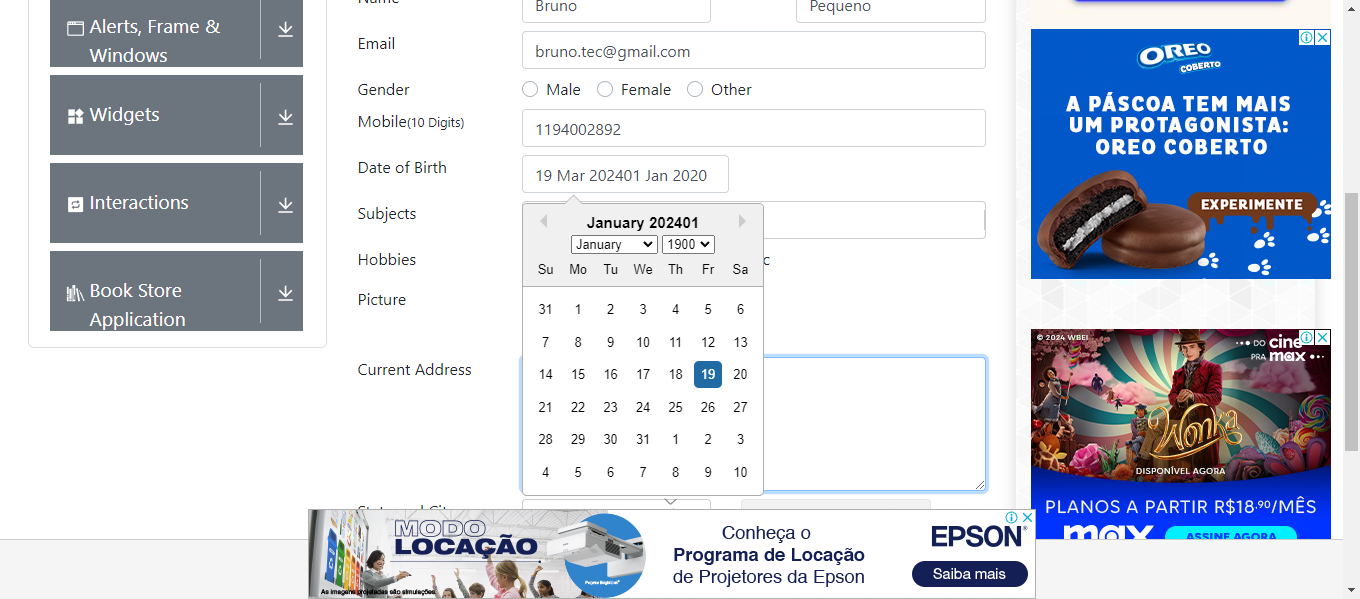 Alerts, Frame &
Windows
Widgets
Interactions
Book Store
Application
Name
Bruno
Pequeno
Email
bruno.tec@gmail.com
Gender
Male
Female
Other
Mobile(10 Digits)
1194002892
Date of Birth
19 Mar 202401 Jan 2020
Subjects
Hobbies
Picture
Current Address
January 202401
January
1900
Su Mo Tu We Th Fr Sa
31 1 2 3 4 5 6
7 8 9 10 11 12 13
14 15 16 17 18 19 20
21 22 23 24 25 26 27
28 29 30 31 1 2 3
4 5 6 7 8 9 10
c
OREO
COBERTO
A PÁSCOA TEM MAIS
UM PROTAGONISTA:
OREO COBERTO
EXPERIMENTE
© 2024 WBEI
DO cine
PRA max
Wonka
DISPONÍVEL AGORA
PLANOS A PARTIR R$18,90/MÊS
max
ASSINE AGORA
MODO
LOCAÇÃO
As imagens projetadas são simulações.
Conheça o
Programa de Locação
de Projetores da Epson
EPSON
Saiba mais